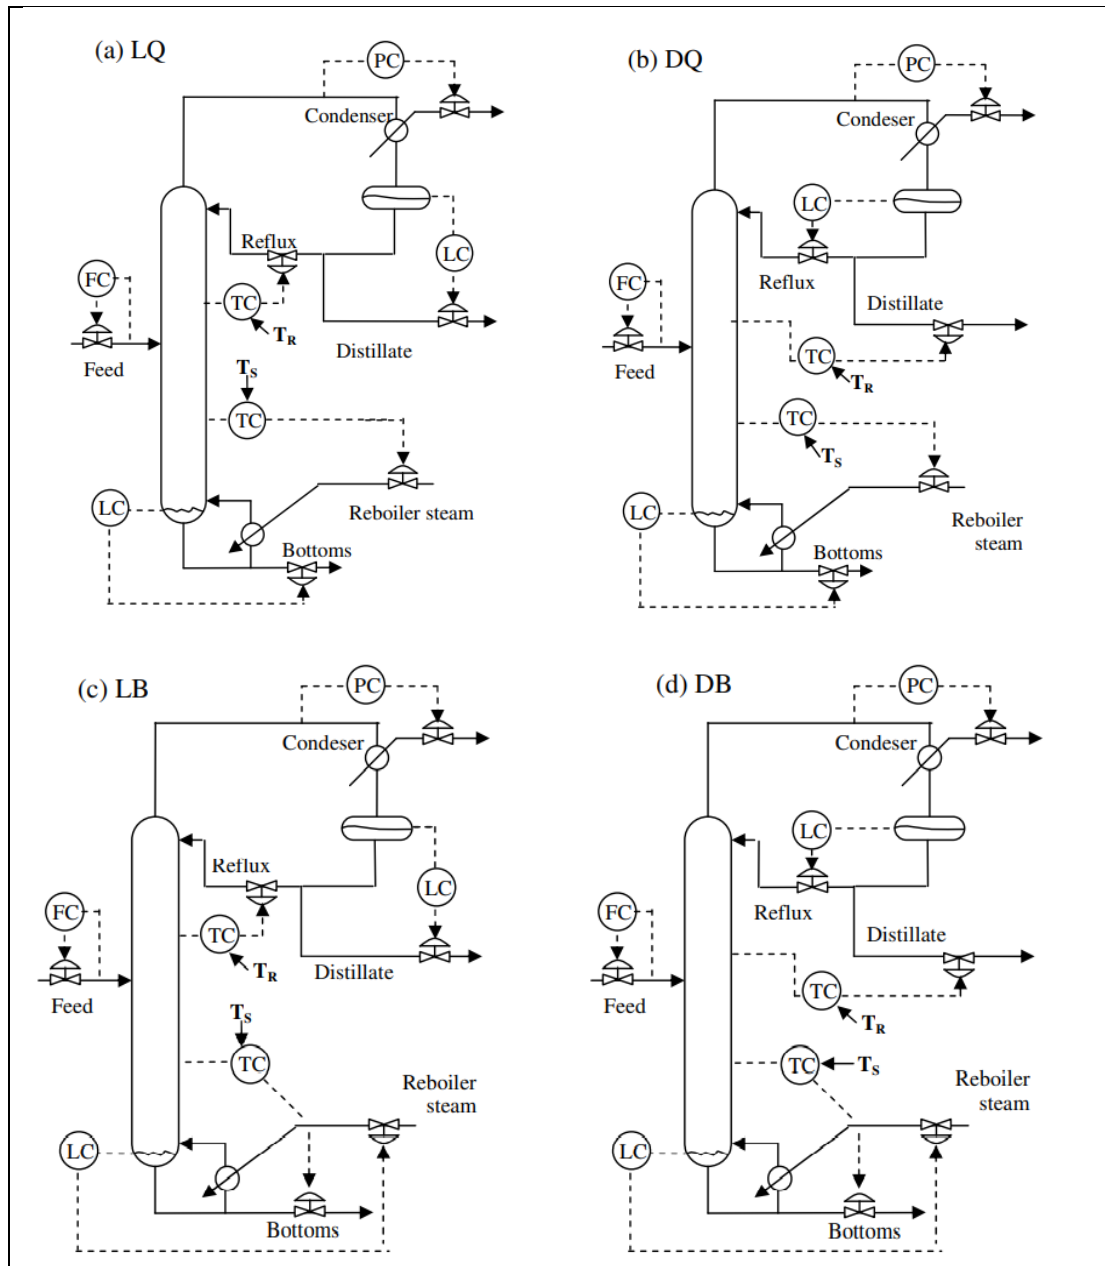 (a) LQ
PC
Condenser
LC
Reflux
FC
TC
T_R
Feed
Distillate
T_S
TC
LC
Reboiler steam
Bottoms
(b) DQ
PC
Condeser
LC
Reflux
FC
Distillate
Feed
TC
T_R
TC
T_S
LC
Reboiler
steam
Bottoms
(c) LB
PC
Condeser
Reflux
LC
FC
TC
T_R
Distillate
Feed
T_S
TC
Reboiler
steam
LC
Bottoms
(d) DB
PC
Condeser
LC
Reflux
FC
Distillate
Feed
TC
T_R
TC
T_S
Reboiler
steam
LC
Bottoms